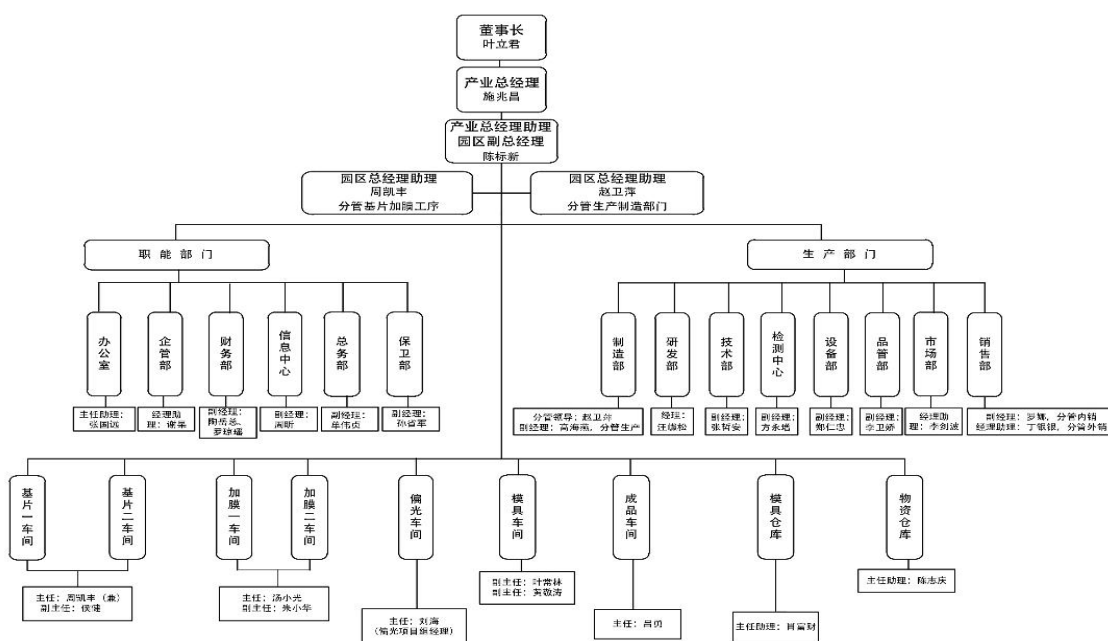 董事长
叶立君
产业总经理
施兆昌
产业总经理助理
园区副总经理
陈标新
园区总经理助理
周凯丰
分管基片加膜工序
园区总经理助理
赵卫萍
分管生产制造部门
职能部门
生产部门
办公室
企管部
财务部
信息中心
总务部
保卫部
制造部
研发部
技术部
检测中心
设备部
品管部
市场部
销售部
主任助理:
张国远
经理助
理:谢
副经理:
陶岳
罗琼瑶
副经理:
周昕
副经理:
单伟贞
副经理:
孙省军
分管领导:赵卫萍
副经理:高海燕,分管生产
经理:
汪
副经理:
张哲安
副经理:
方永
副经理:
郑仁忠
副经理:
李卫娇
经理助
理:李剑波
副经理:罗娜,分管内销
经理助理:丁银银,分管外销
基片一车间
基片二车间
加膜一车间
加膜二车间
偏光车间
模具车间
成品车间
模具仓库
物资仓库
主任:周凯丰(兼)
副主任:侯健
主任:汤小光
副主任:朱小华
主任:刘海
(偏光项目组经理)
副主任:叶常林
副主任:黄敬涛
主任:吕勇
主任助理:肖富财
主任助理:陈志庆